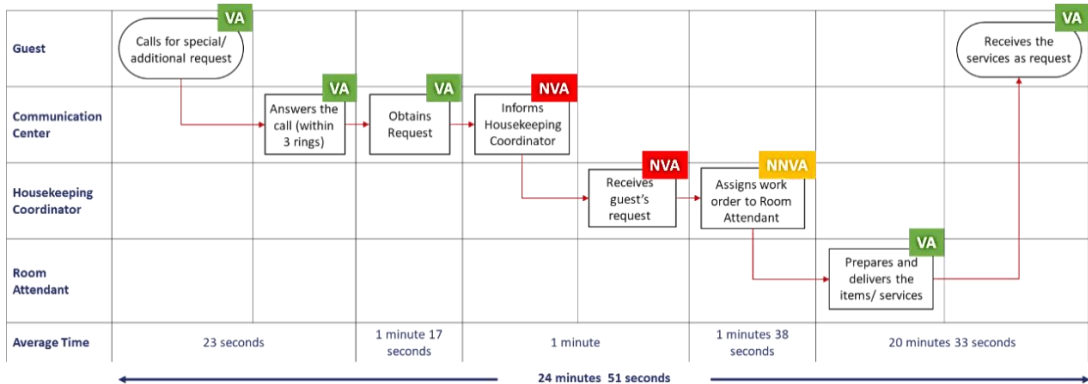 Guest
VA
Calls for special/
additional request
VA
Receives the
services as request
Communication
Center
VA
Answers the
call (within
3 rings)
VA
Obtains
Request
NVA
Informs
Housekeeping
Coordinator
Housekeeping
Coordinator
NVA
Receives
guest's
request
NNVA
Assigns work
order to Room
Attendant
Room
Attendant
VA
Prepares and
delivers the
items/ services
Average Time
23 seconds
1 minute 17
seconds
1 minute
1 minutes 38
seconds
20 minutes 33 seconds
24 minutes 51 seconds